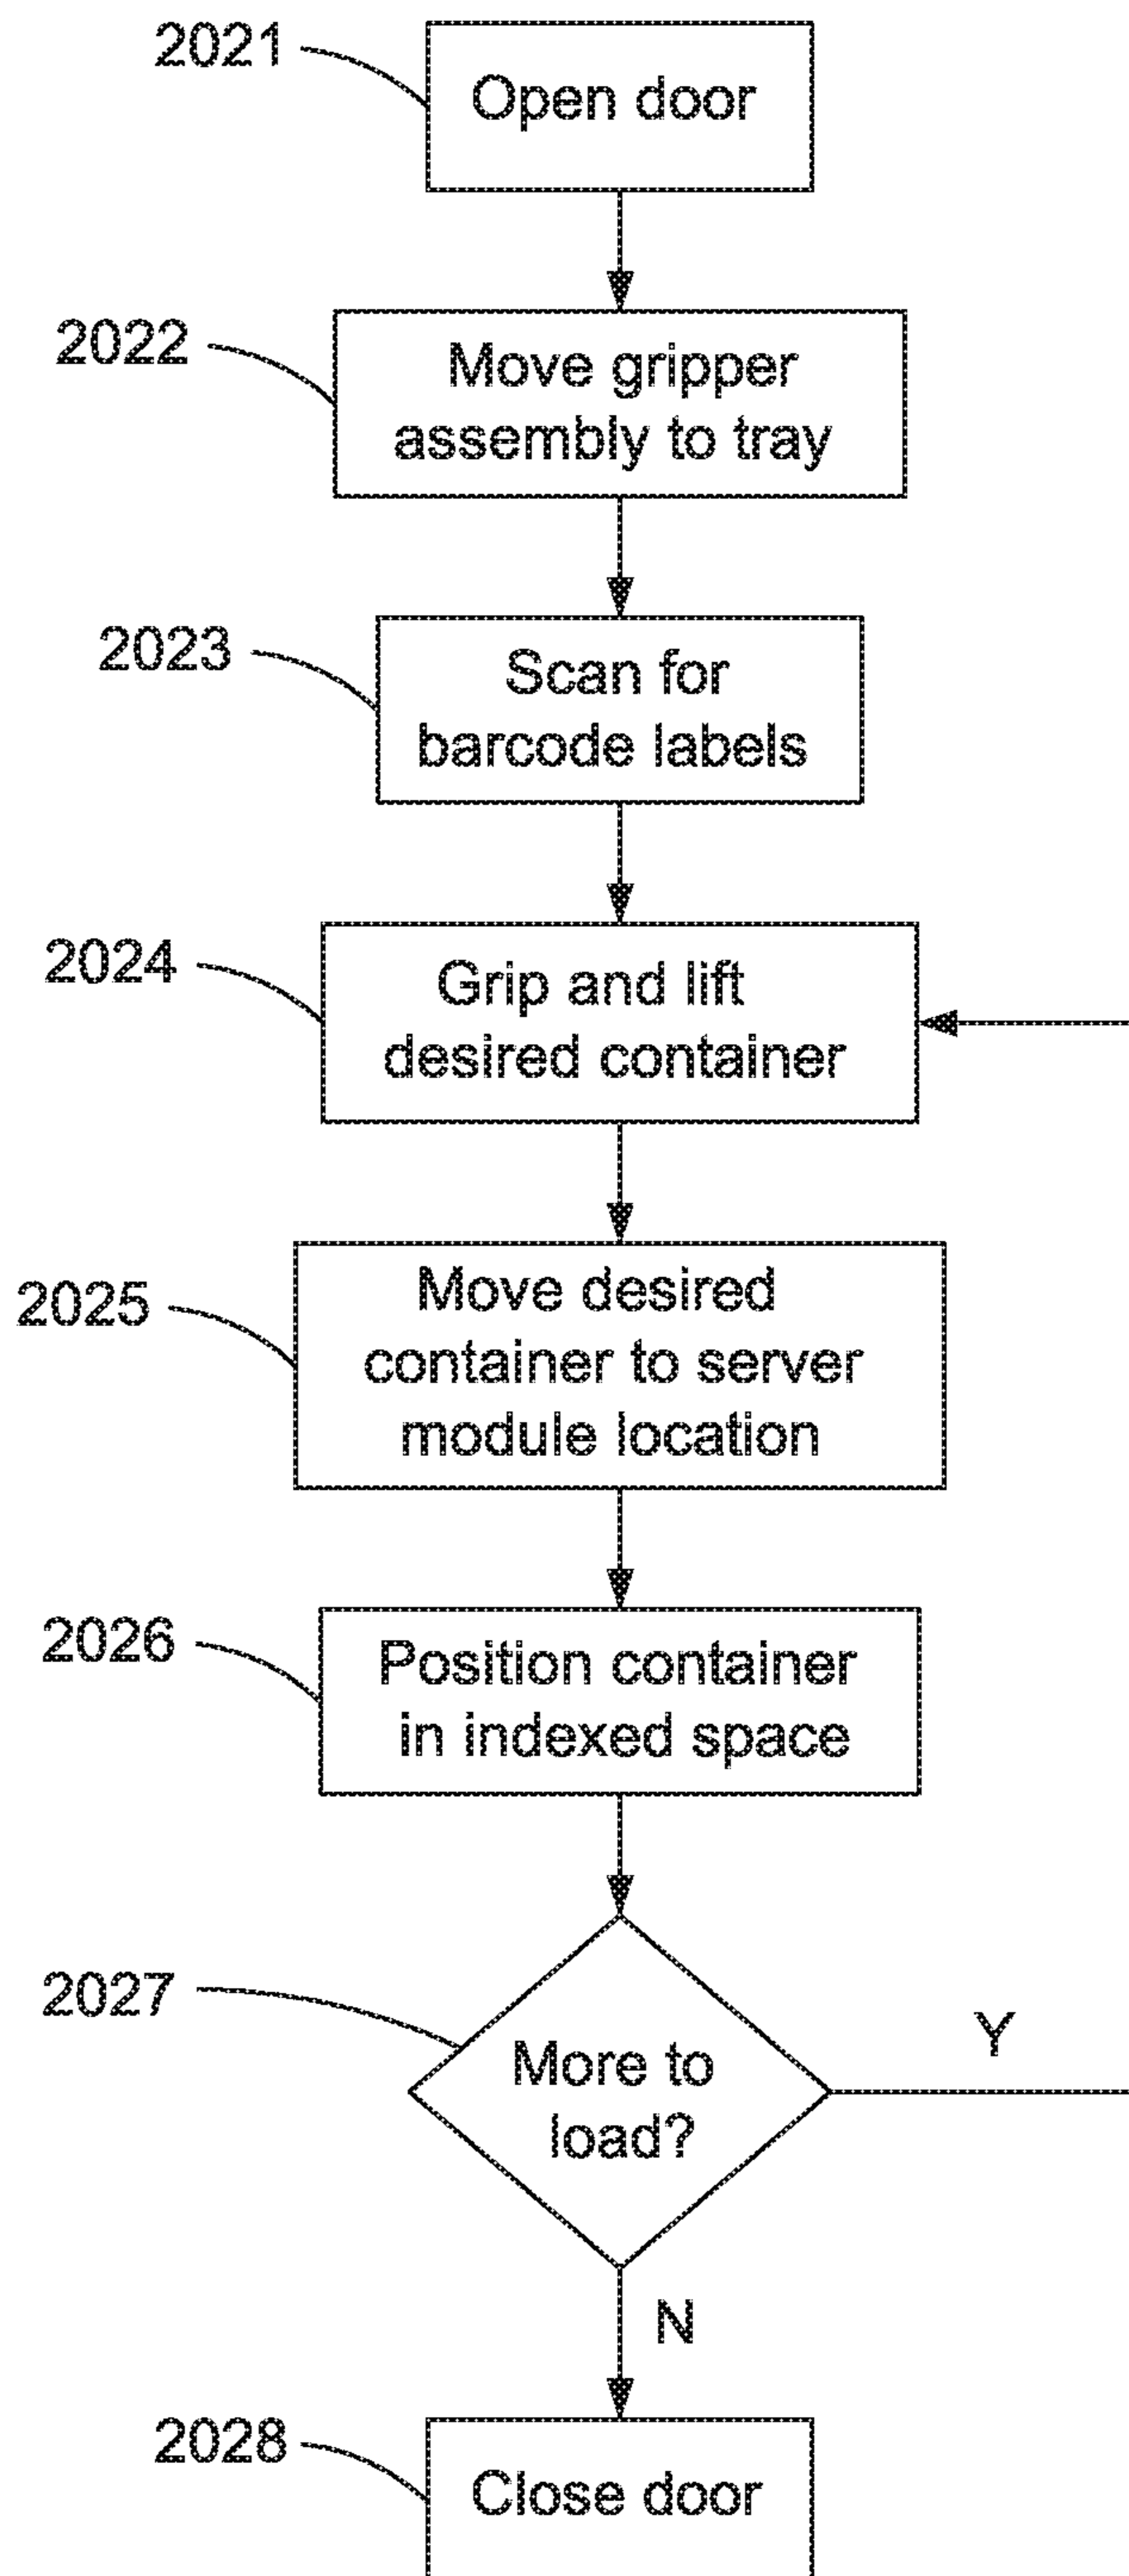 2021
Open door
2022
Move gripper
assembly to tray
2023
Scan for
barcode labels
2024
Grip and lift
desired container
2025
Move desired
container to server
module location
2026
Position container
in indexed space
2027
More to
load?
Y
N
2028
Close door